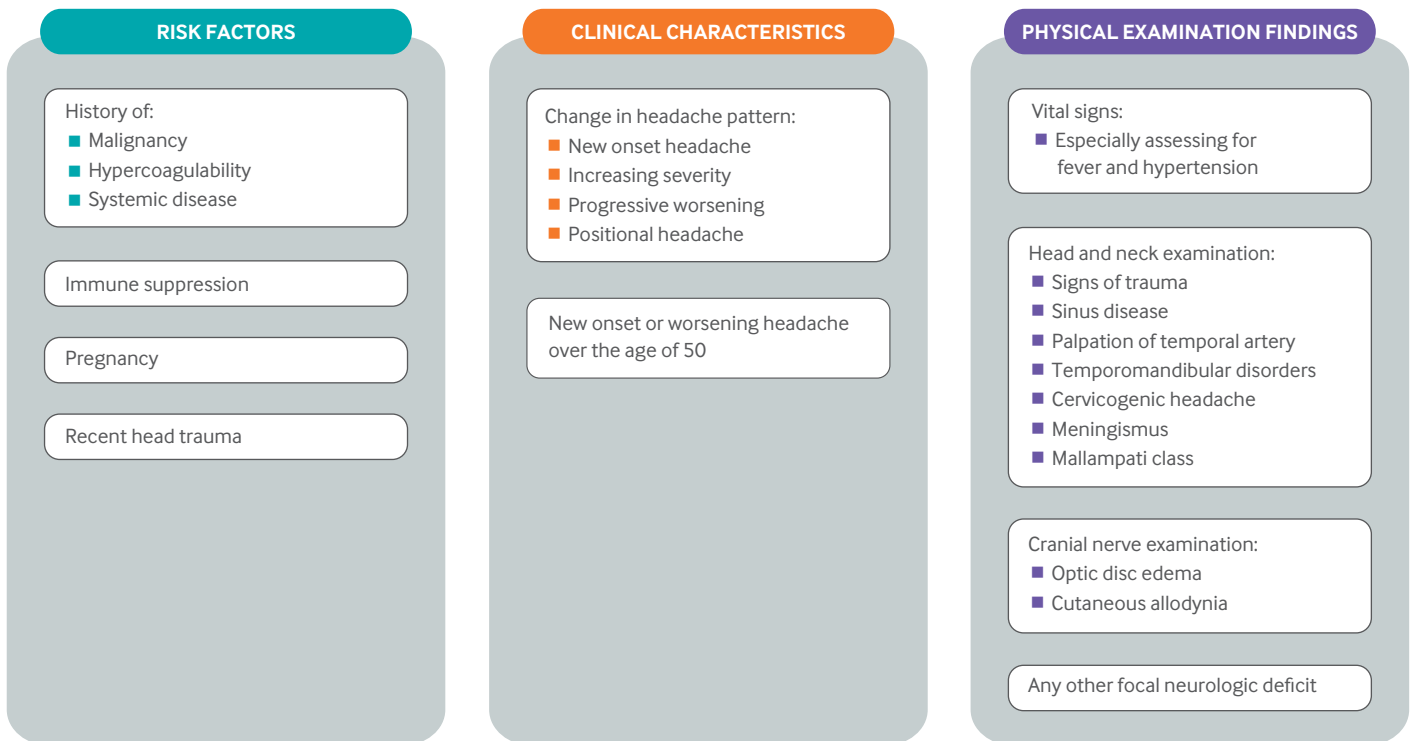 RISK FACTORS
History of:
Malignancy
Hypercoagulability
Systemic disease
Immune suppression
Pregnancy
Recent head trauma
CLINICAL CHARACTERISTICS
Change in headache pattern:
New onset headache
Increasing severity
Progressive worsening
Positional headache
New onset or worsening headache
over the age of 50
PHYSICAL EXAMINATION FINDINGS
Vital signs:
Especially assessing for
fever and hypertension
Head and neck examination:
Signs of trauma
Sinus disease
Palpation of temporal artery
Temporomandibular disorders
Cervicogenic headache
Meningismus
Mallampati class
Cranial nerve examination:
Optic disc edema
Cutaneous allodynia
Any other focal neurologic deficit